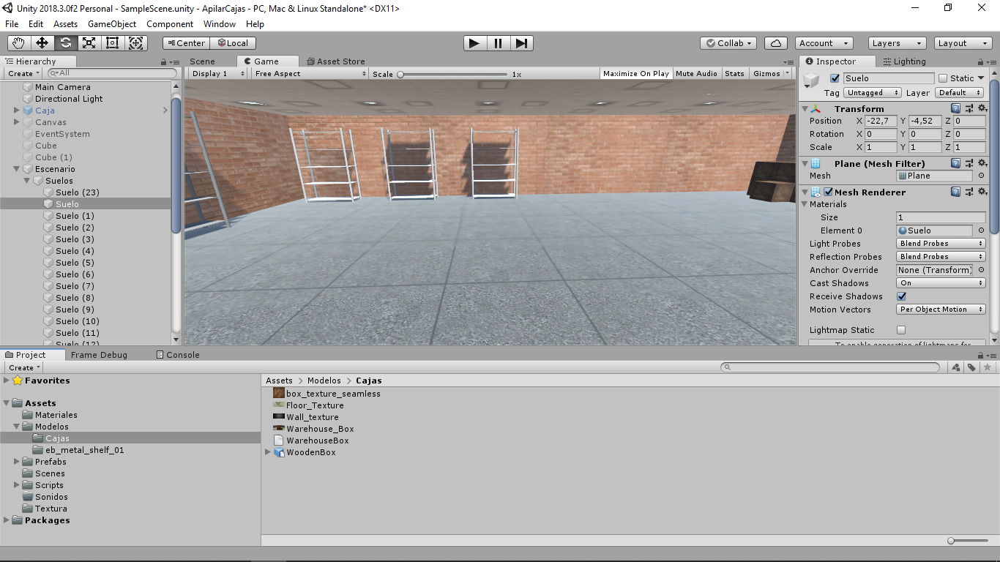 Unity 2018.3.0f2 Personal - SampleScene.unity - ApilarCajas - PC, Mac & Linux Standalone* <DX11>
File Edit Assets GameObject Component Window Help
Center Local Collab Account Layers Layout
Hierarchy
Create All
Main Camera
Directional Light
Caja
Canvas
EventSystem
Cube
Cube (1)
Escenario
Suelos
Suelo (23)
Suelo
Suelo (1)
Suelo (2)
Suelo (3)
Suelo (4)
Suelo (5)
Suelo (6)
Suelo (7)
Suelo (8)
Suelo (9)
Suelo (10)
Suelo (11)
Suelo (12)
Scene Game Asset Store
Display 1 Free Aspect Scale 1x Maximize On Play Mute Audio Stats Gizmos
Inspector Lighting
Suelo Static
Tag Untagged Layer Default
Transform
Position X -22,7 Y -4,52 Z 0
Rotation X 0 Y 0 Z 0
Scale X 1 Y 1 Z 1
Plane (Mesh Filter)
Mesh Plane
Mesh Renderer
Materials
Size 1
Element 0 Suelo
Light Probes Blend Probes
Reflection Probes Blend Probes
Anchor Override None (Transform)
Cast Shadows On
Receive Shadows
Motion Vectors Per Object Motion
Lightmap Static
To enable generation of lightmaps for
Project Frame Debug Console
Create
Favorites
Assets
Materiales
Modelos
Cajas
eb_metal_shelf_01
Prefabs
Scenes
Scripts
Sonidos
Textura
Packages
Assets > Modelos > Cajas
box_texture_seamless
Floor_Texture
Wall_texture
Warehouse_Box
WarehouseBox
WoodenBox